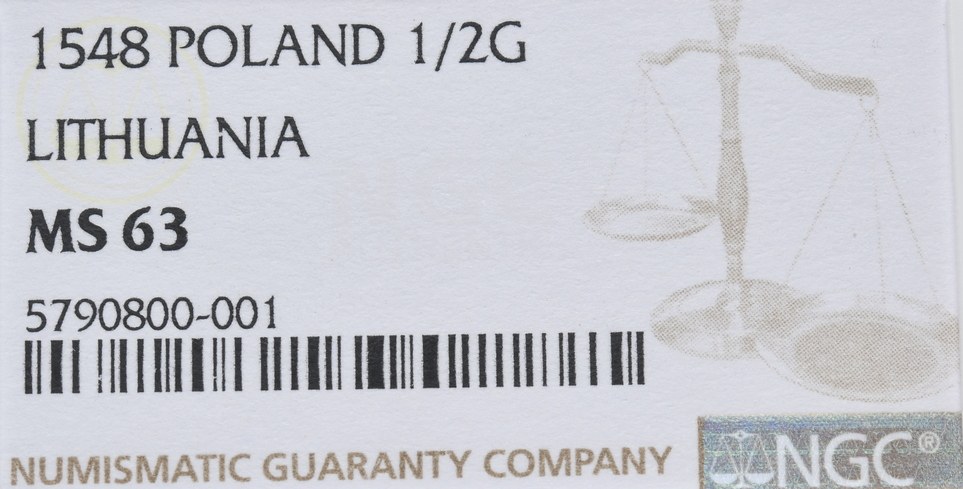 1548 POLAND 1/2G
LITHUANIA
MS 63
5790800-001
NUMISMATIC GUARANTY COMPANY
NGC®